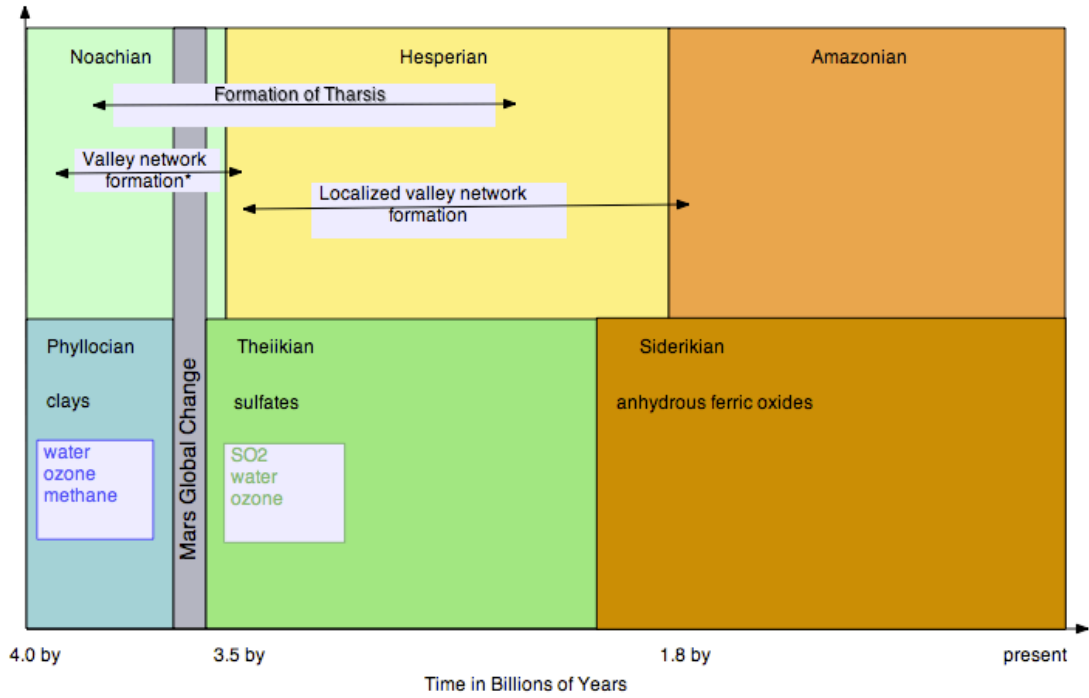 Noachian
Hesperian
Amazonian
Formation of Tharsis
Valley network
formation*
Localized valley network
formation
Phyllocian
Theiikian
Siderikian
clays
sulfates
anhydrous ferric oxides
water
ozone
methane
Mars Global Change
SO2
water
ozone
4.0 by
3.5 by
1.8 by
present
Time in Billions of Years